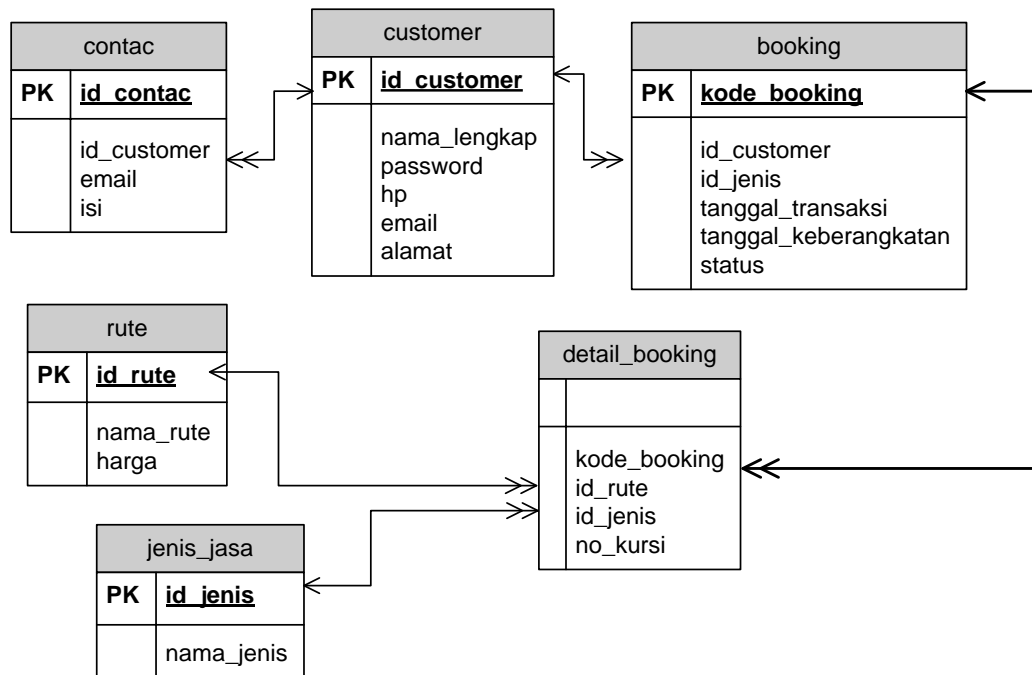 contac
PK id_contac
id_customer
email
isi
customer
PK id_customer
nama_lengkap
password
hp
email
alamat
booking
PK kode_booking
id_customer
id_jenis
tanggal_transaksi
tanggal_keberangkatan
status
rute
PK id_rute
nama_rute
harga
detail_booking
kode_booking
id_rute
id_jenis
no_kursi
jenis_jasa
PK id_jenis
nama_jenis